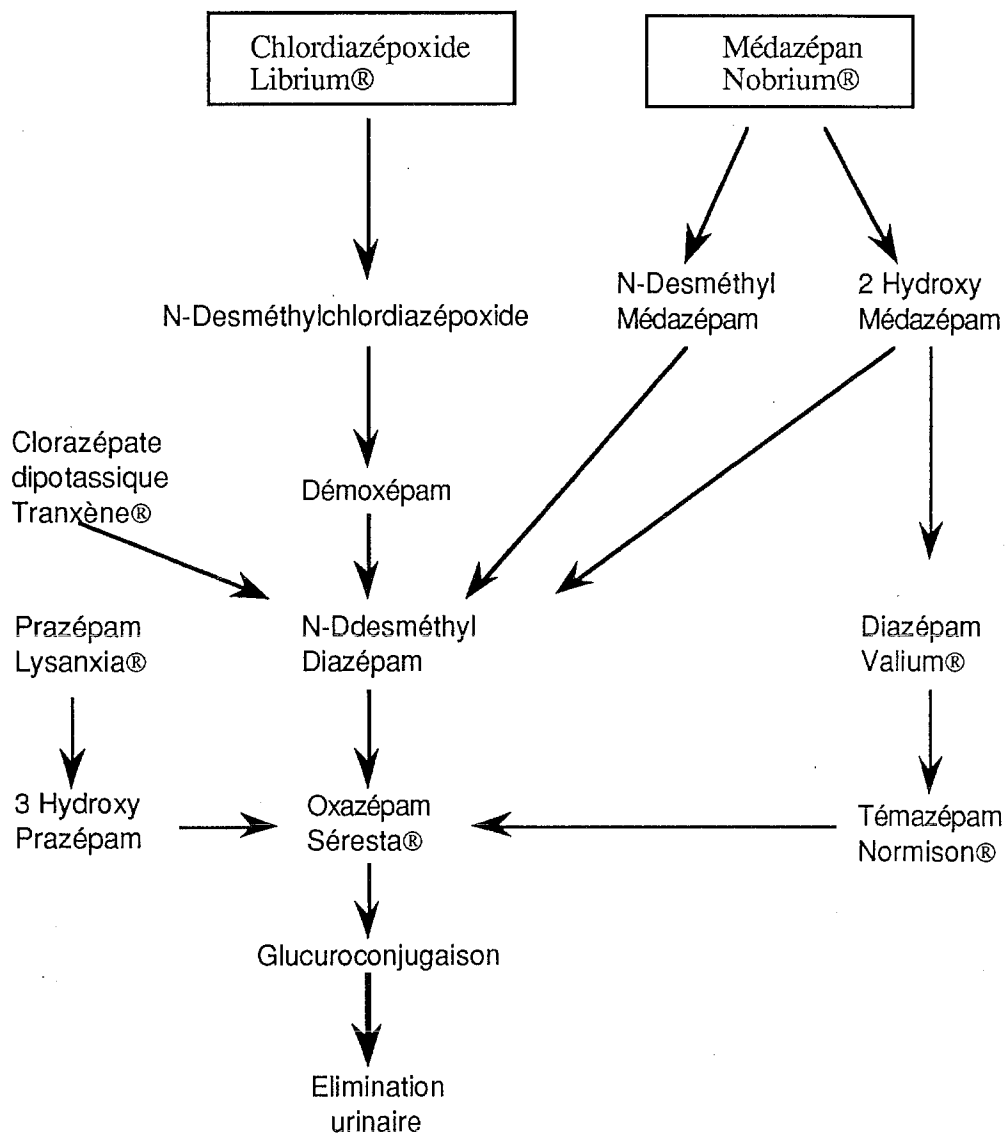 Chlordiazépoxide
Librium®
Médazépan
Nobrium®
N-Desméthylchlordiazépoxide
N-Desméthyl
Médazépam
2 Hydroxy
Médazépam
Clorazépate
dipotassique
Tranxène®
Démoxépam
Prazépam
Lysanxia®
N-Ddesméthyl
Diazépam
Diazépam
Valium®
3 Hydroxy
Prazépam
Oxazépam
Séresta®
Témazépam
Normison®
Glucuroconjugaison
Elimination
urinaire